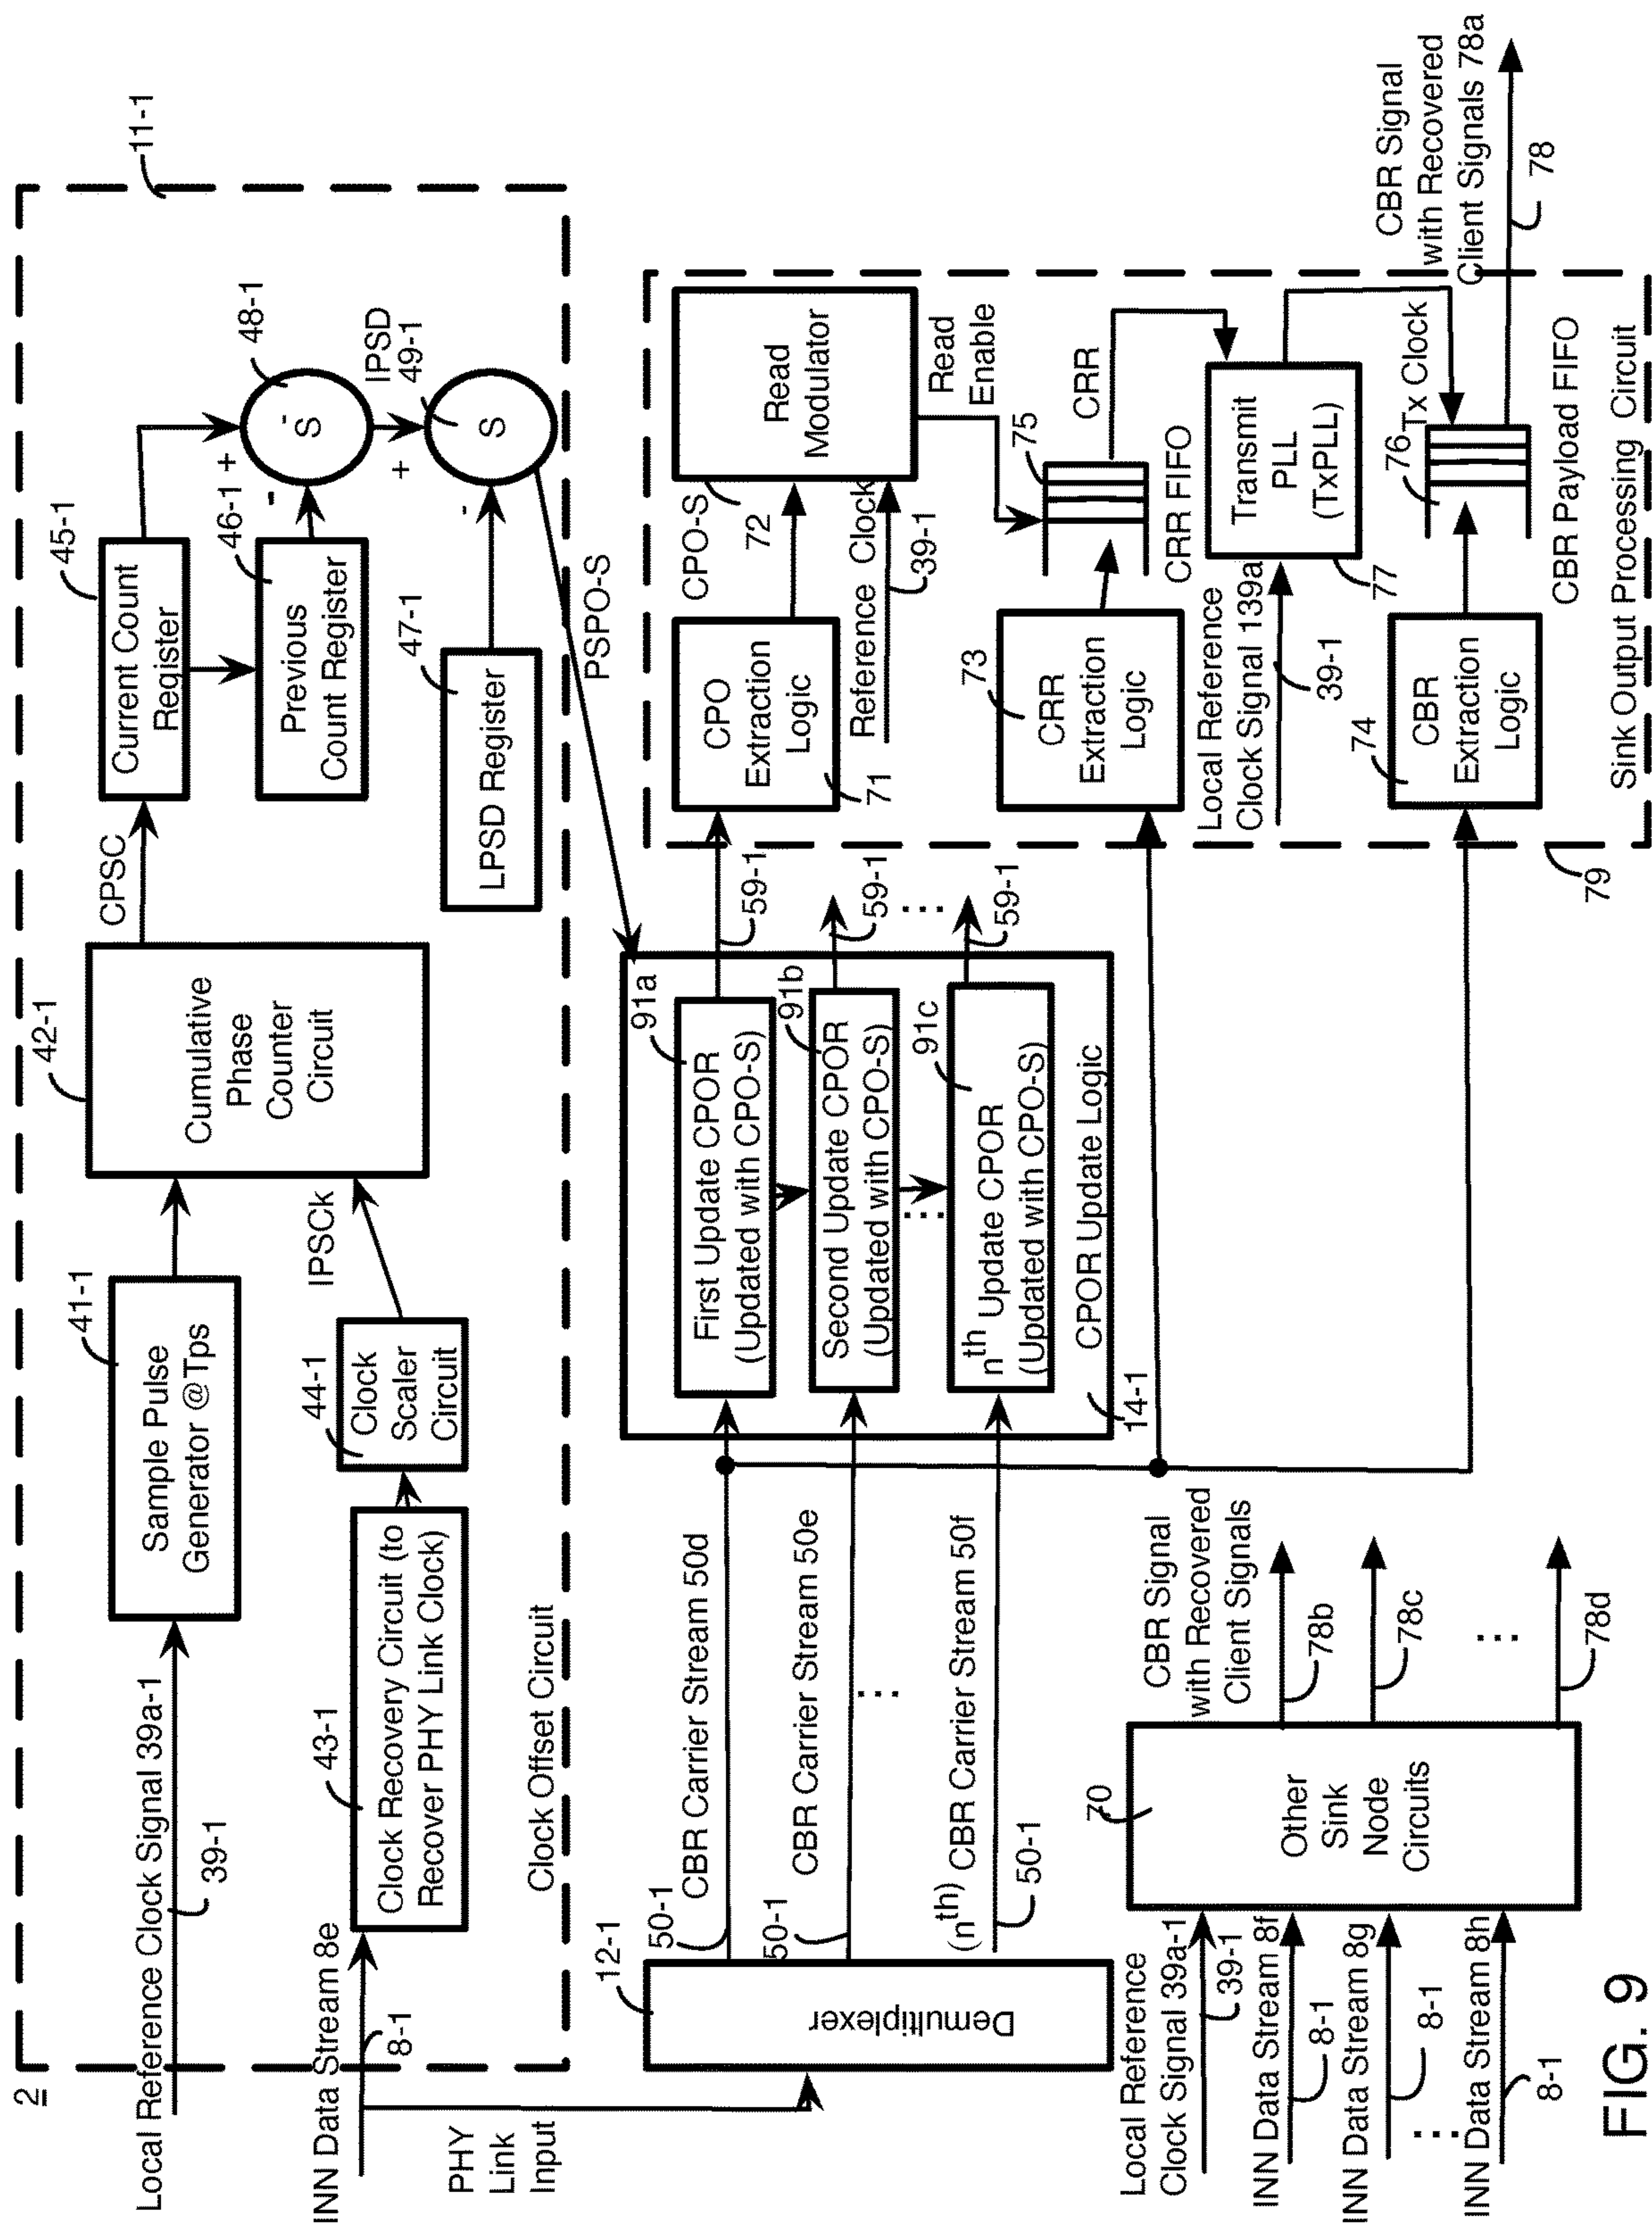 2
11-1
Local Reference Clock Signal 39a-1
39-1
41-1
Sample Pulse
Generator @Tps
42-1
Cumulative
Phase
Counter
Circuit
CPSC
45-1
Current Count
Register
46-1
Previous
Count Register
+
-
48-1
-
S
IPSD
49-1
+
-
S
47-1
LPSD Register
PSPO-S
INN Data Stream 8e
8-1
43-1
Clock Recovery Circuit (to
Recover PHY Link Clock)
44-1
Clock
Scaler
Circuit
IPSCk
Clock Offset Circuit
PHY
Link
Input
12-1
Demultiplexer
50-1
CBR Carrier Stream 50d
50-1
CBR Carrier Stream 50e
...
(nth) CBR Carrier Stream 50f
50-1
91a
First Update CPOR
(Updated with CPO-S)
91b
Second Update CPOR
(Updated with CPO-S)
...
91c
nth Update CPOR
(Updated with CPO-S)
CPOR Update Logic
14-1
59-1
59-1
...
59-1
CPO
Extraction
Logic
71
CPO-S
72
Read
Modulator
Reference Clock
39-1
Read
Enable
73
CRR
Extraction
Logic
75
CRR
CRR FIFO
Local Reference
Clock Signal 139a
39-1
Transmit
PLL
(TxPLL)
77
Tx Clock
74
CBR
Extraction
Logic
76
CBR Payload FIFO
Sink Output Processing Circuit
79
CBR Signal
with Recovered
Client Signals 78a
78
Local Reference
Clock Signal 39a-1
39-1
INN Data Stream 8f
8-1
INN Data Stream 8g
8-1
...
INN Data Stream 8h
8-1
70
Other
Sink
Node
Circuits
CBR Signal
with Recovered
Client Signals
78b
78c
...
78d
FIG. 9